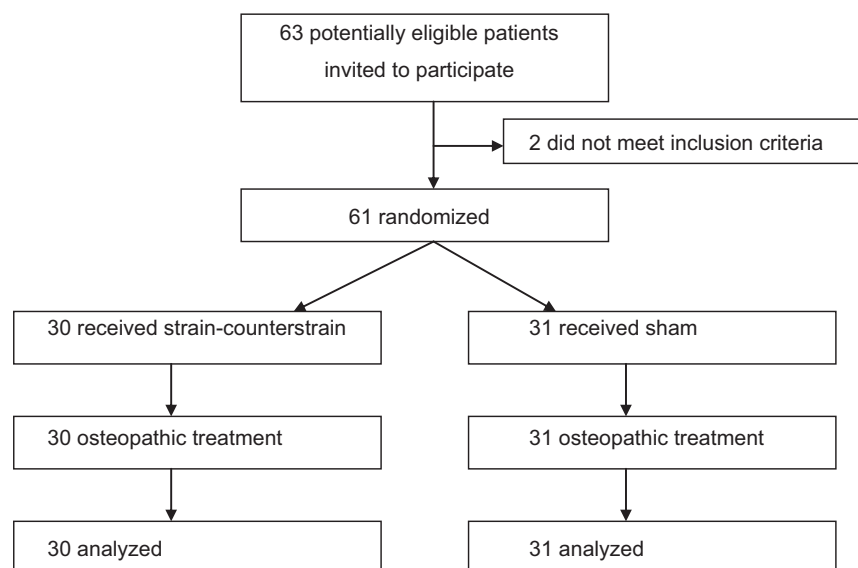 63 potentially eligible patients
invited to participate
2 did not meet inclusion criteria
61 randomized
30 received strain-counterstrain
31 received sham
30 osteopathic treatment
31 osteopathic treatment
30 analyzed
31 analyzed